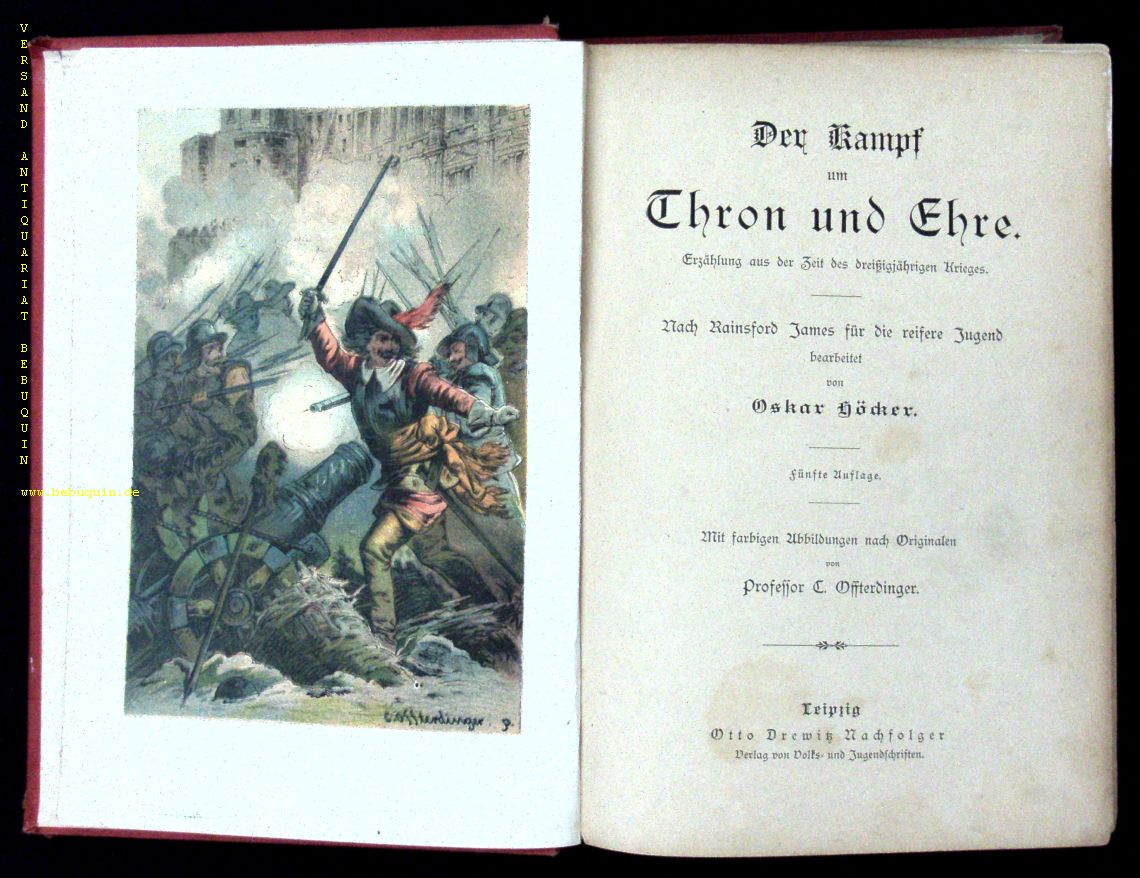 VERSAND ANTIQUARIAT BEBUQUIN
www.bebuquin.de
C. Offterdinger.
Der Kampf
um
Thron und Ehre.
Erzählung aus der Zeit des dreißigjährigen Krieges.
Nach Rainsford James für die reifere Jugend
bearbeitet
von
Oskar Höcker.
Fünfte Auflage.
Mit farbigen Abbildungen nach Originalen
von
Professor C. Offterdinger.
Leipzig
Otto Drewitz Nachfolger
Verlag von Volks- und Jugendschriften.